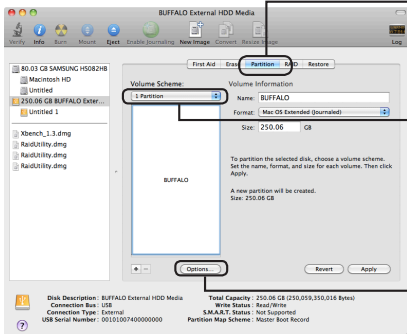 BUFFALO External HDD Media
Verify Info Burn Mount Eject Enable Journaling New Image Convert Resize Image Log
80.03 GB SAMSUNG HS082HB
Macintosh HD
Untitled
250.06 GB BUFFALO Exter...
Untitled 1
Xbench_1.3.dmg
RaidUtility.dmg
RaidUtility.dmg
RaidUtility.dmg
First Aid Erase Partition RAID Restore
Volume Scheme: Volume Information
1 Partition
Name: BUFFALO
Format: Mac OS Extended (Journaled)
Size: 250.06 GB
BUFFALO
To partition the selected disk, choose a volume scheme.
Set the name, format, and size for each volume. Then click
Apply.
A new partition will be created.
Size: 250.06 GB
+ - Options... Revert Apply
Disk Description : BUFFALO External HDD Media Total Capacity : 250.06 GB (250,059,350,016 Bytes)
Connection Bus : USB Write Status : Read/Write
Connection Type : External S.M.A.R.T. Status : Not Supported
USB Serial Number : 00101007400000000 Partition Map Scheme : Master Boot Record
?